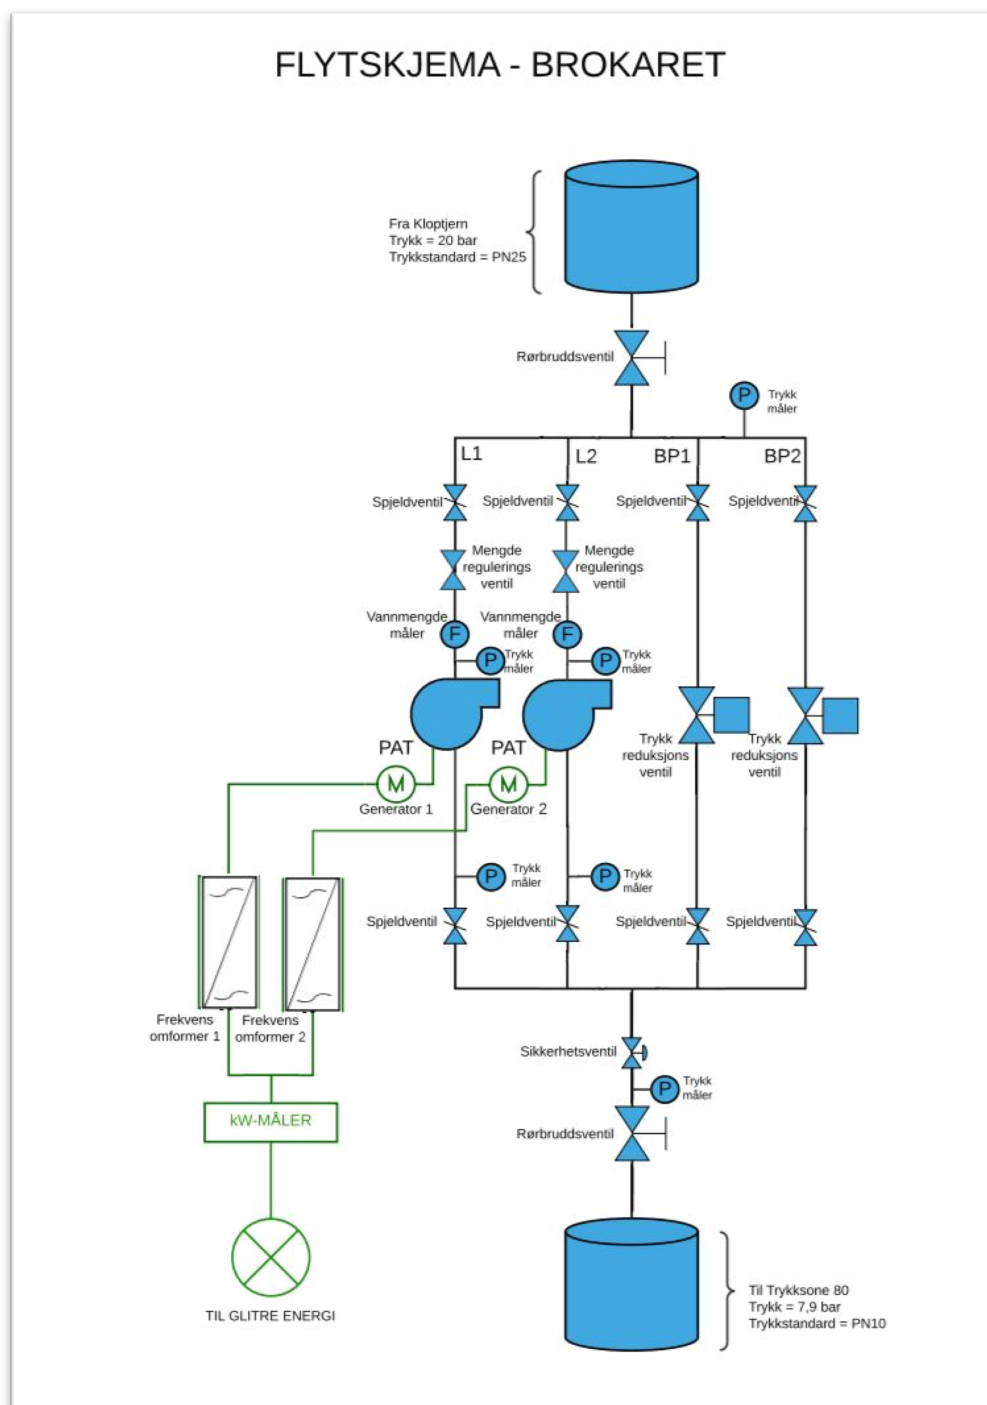 FLYTSKJEMA - BROKARET
Fra Kloptjern
Trykk = 20 bar
Trykkstandard = PN25
Rørbruddsventil
P
Trykk
måler
L1
L2
BP1
BP2
Spjeldventil
Spjeldventil
Spjeldventil
Spjeldventil
Mengde
regulerings
ventil
Mengde
regulerings
ventil
Vannmengde
måler
F
Vannmengde
måler
F
P
Trykk
måler
P
Trykk
måler
PAT
PAT
Trykk
reduksjons
ventil
Trykk
reduksjons
ventil
M
Generator 1
M
Generator 2
P
Trykk
måler
P
Trykk
måler
Spjeldventil
Spjeldventil
Spjeldventil
Spjeldventil
Frekvens
omformer 1
Frekvens
omformer 2
Sikkerhetsventil
P
Trykk
måler
kW-MÅLER
Rørbruddsventil
TIL GLITRE ENERGI
Til Trykksone 80
Trykk = 7,9 bar
Trykkstandard = PN10